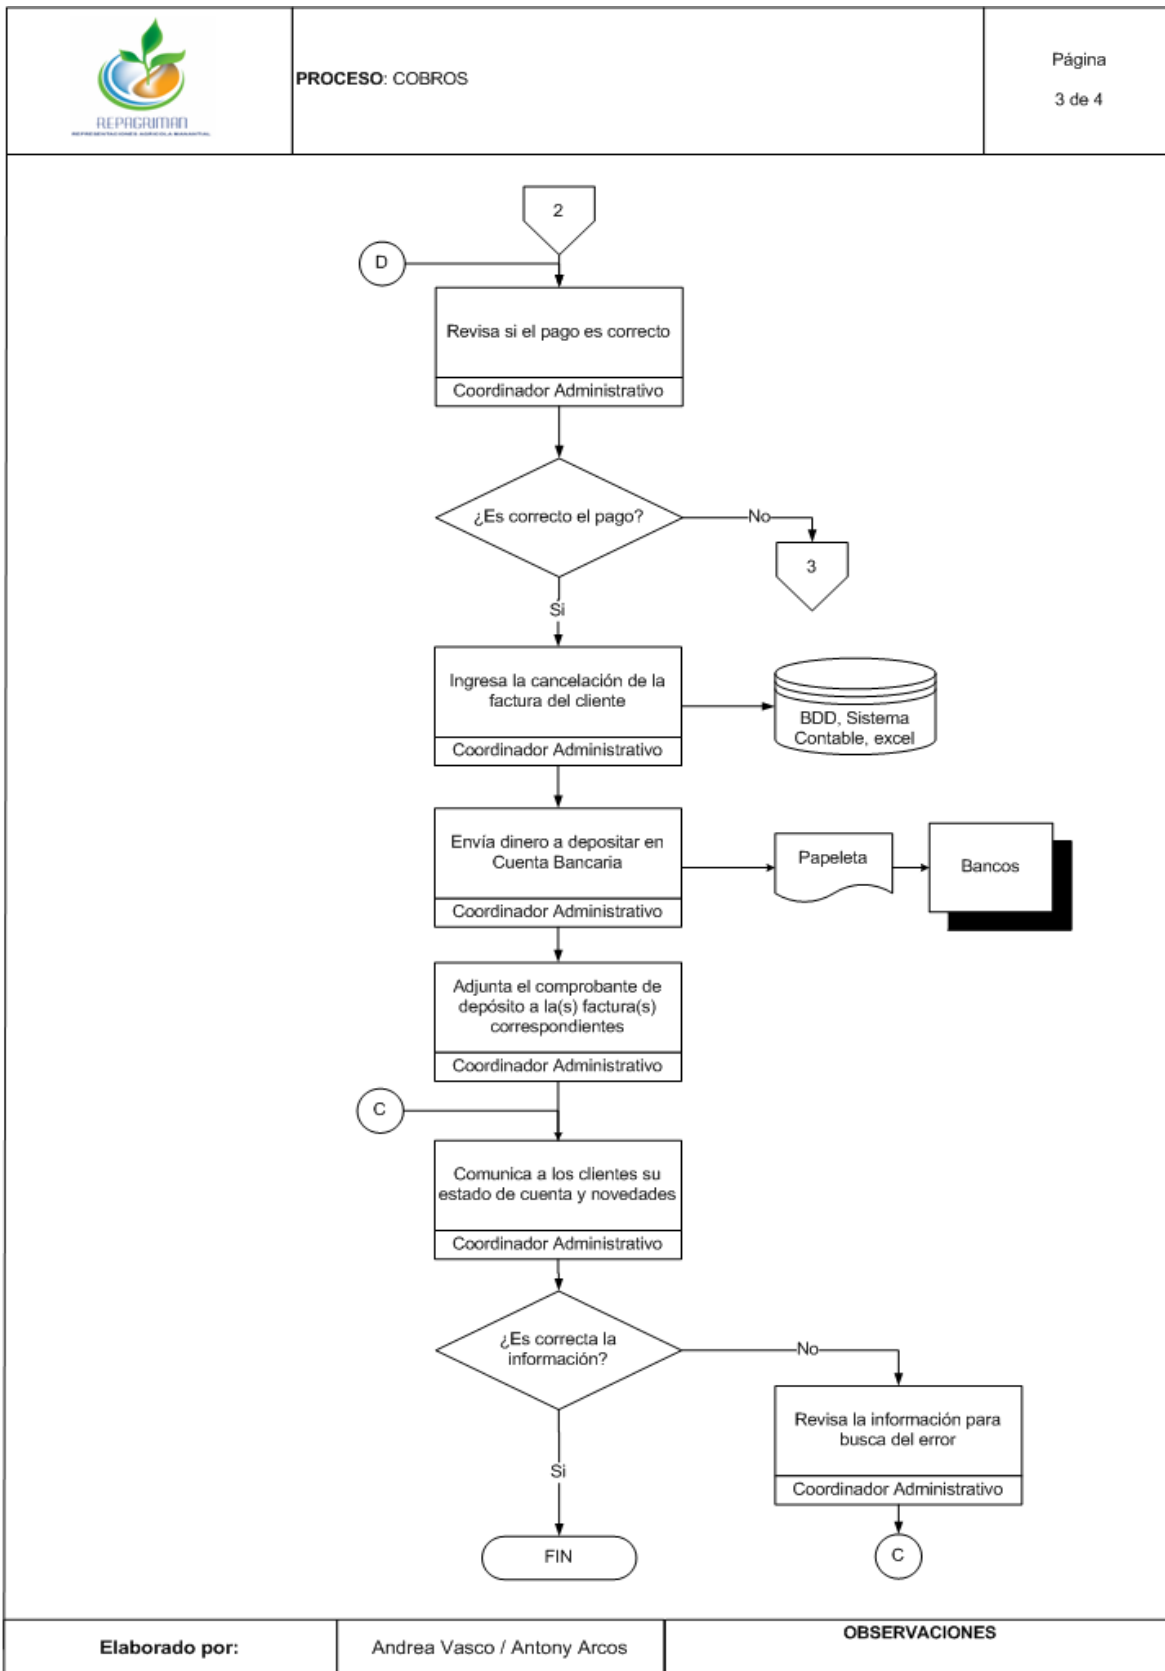 REPAGRIMAN
REPRESENTACIONES AGRICOLA MANANTIAL
PROCESO: COBROS
Página
3 de 4
2
D
Revisa si el pago es correcto
Coordinador Administrativo
¿Es correcto el pago?
No
3
Si
Ingresa la cancelación de la
factura del cliente
Coordinador Administrativo
BDD, Sistema
Contable, excel
Envía dinero a depositar en
Cuenta Bancaria
Coordinador Administrativo
Papeleta
Bancos
Adjunta el comprobante de
depósito a la(s) factura(s)
correspondientes
Coordinador Administrativo
C
Comunica a los clientes su
estado de cuenta y novedades
Coordinador Administrativo
¿Es correcta la
información?
No
Revisa la información para
busca del error
Coordinador Administrativo
Si
FIN
C
Elaborado por:
Andrea Vasco / Antony Arcos
OBSERVACIONES